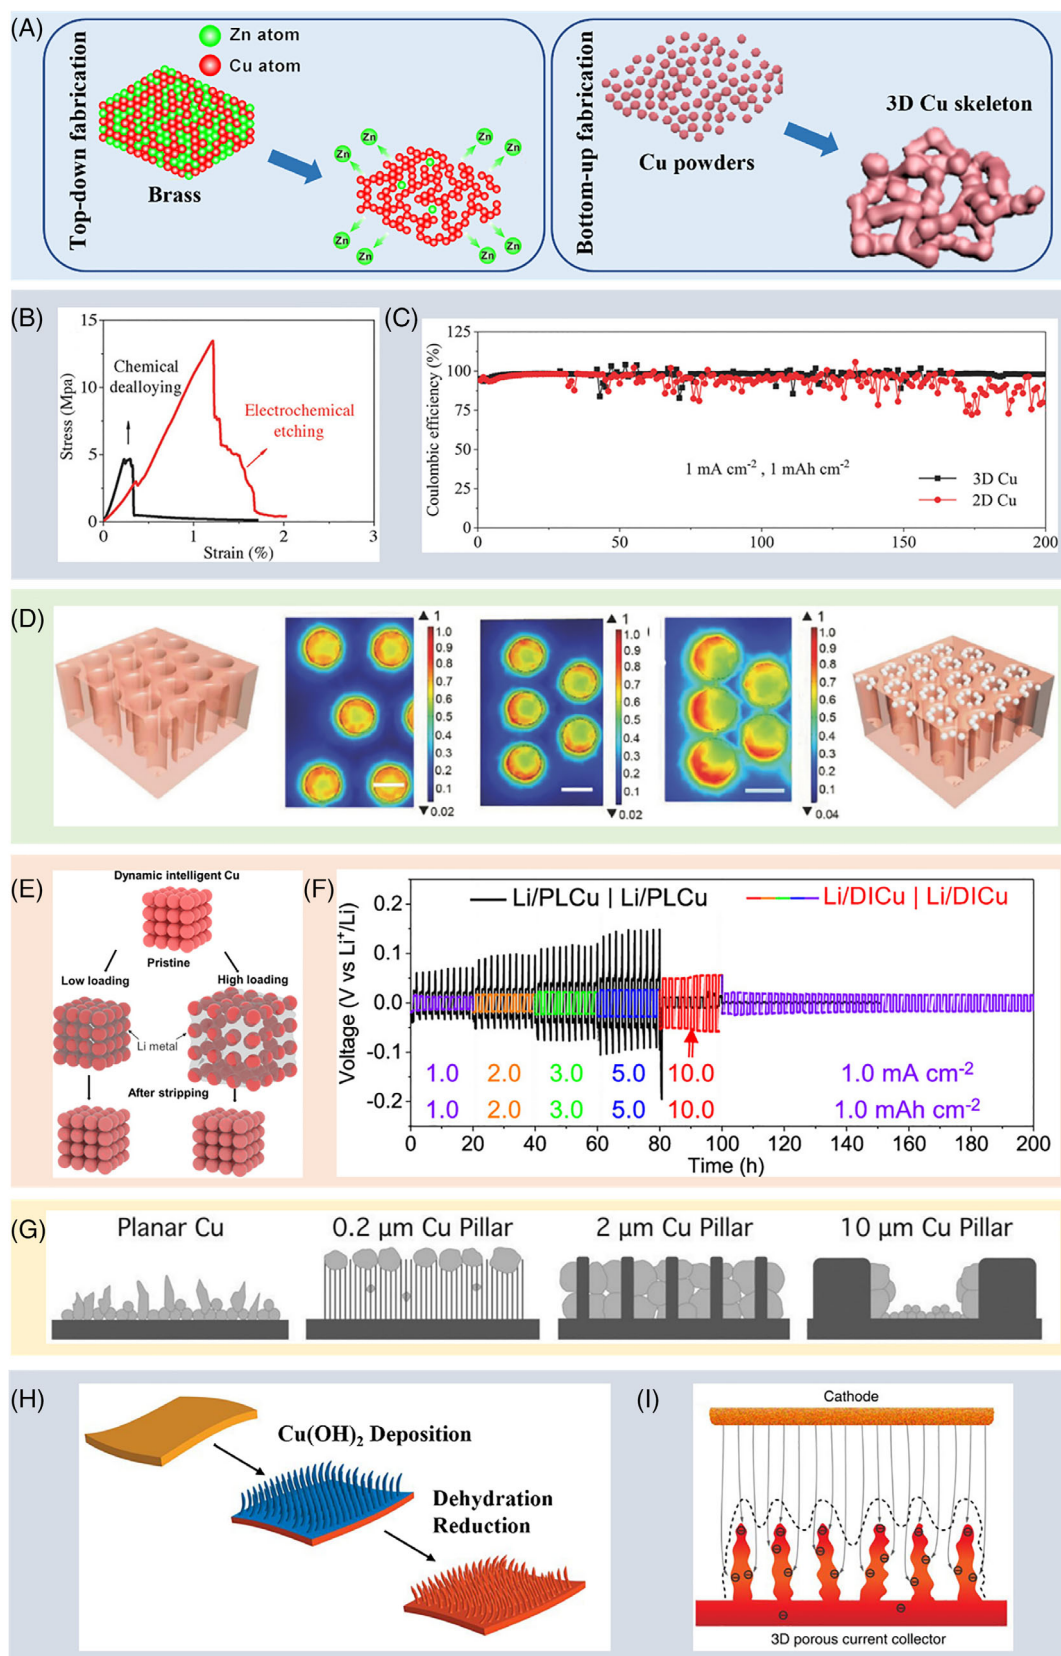 (A)
Top-down fabrication
Zn atom
Cu atom
Brass
Zn
Zn
Zn
Zn
Zn
Zn
Zn
Zn
Bottom-up fabrication
Cu powders
3D Cu skeleton
(B)
15
10
5
0
0
1
2
3
Stress (Mpa)
Strain (%)
Chemical
dealloying
Electrochemical
etching
(C)
125
100
75
50
25
0
0
50
100
150
200
Coulombic efficiency (%)
1 mA cm⁻² , 1 mAh cm⁻²
3D Cu
2D Cu
(D)
▲ 1
1.0
0.9
0.8
0.7
0.6
0.5
0.4
0.3
0.2
0.1
▼ 0.02
▲ 1
1.0
0.9
0.8
0.7
0.6
0.5
0.4
0.3
0.2
0.1
▼ 0.02
▲ 1
1.0
0.9
0.8
0.7
0.6
0.5
0.4
0.3
0.2
0.1
▼ 0.04
(E)
Dynamic intelligent Cu
Pristine
Low loading
High loading
Li metal
After stripping
(F)
Li/PLCu | Li/PLCu
Li/DICu | Li/DICu
Voltage (V vs Li⁺/Li)
0.2
0.1
0.0
-0.1
-0.2
1.0 2.0 3.0 5.0 10.0 1.0 mA cm⁻²
1.0 2.0 3.0 5.0 10.0 1.0 mAh cm⁻²
0 20 40 60 80 100 120 140 160 180 200
Time (h)
(G)
Planar Cu
0.2 µm Cu Pillar
2 µm Cu Pillar
10 µm Cu Pillar
(H)
Cu(OH)₂ Deposition
Dehydration
Reduction
(I)
Cathode
3D porous current collector